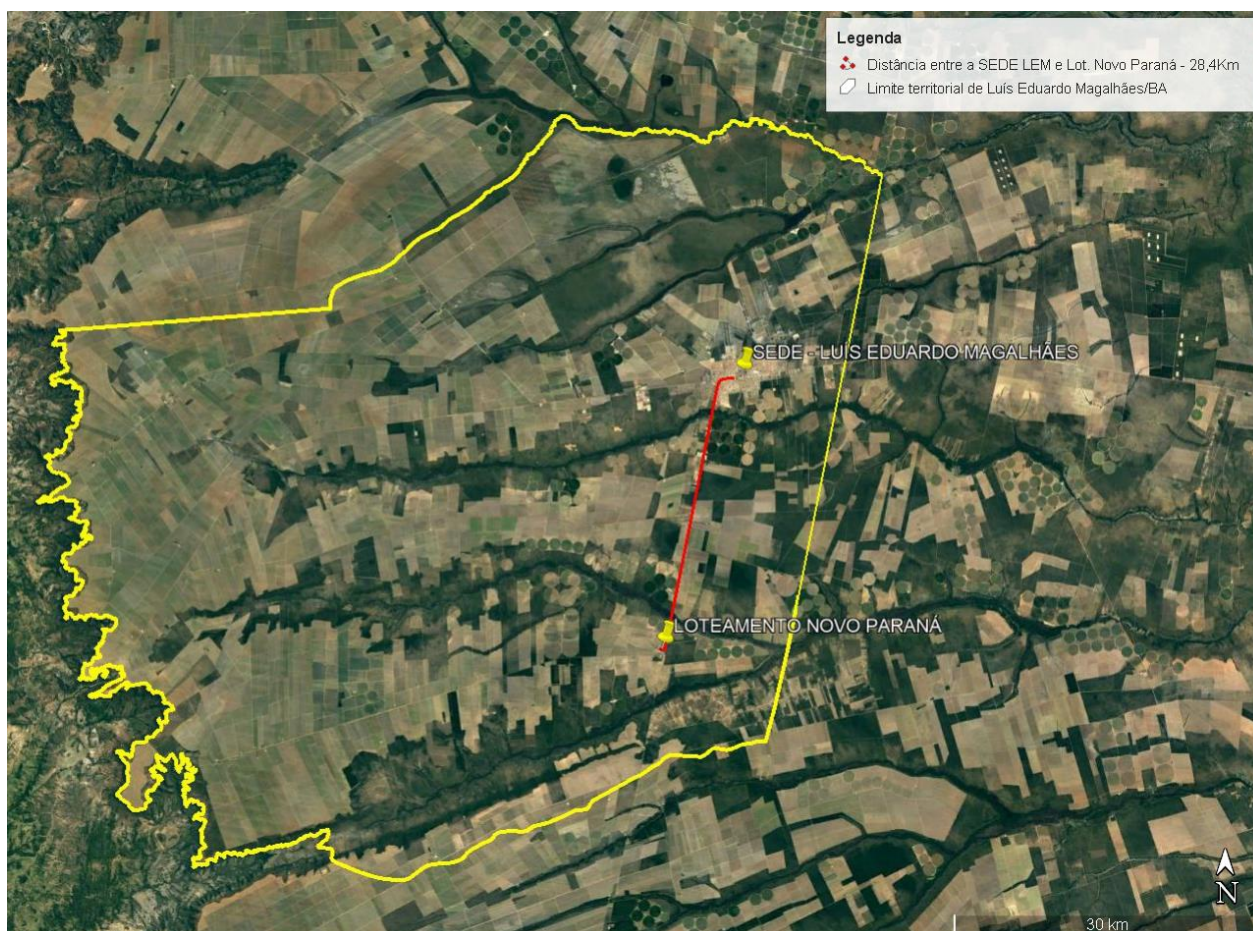 Legenda
Distância entre a SEDE LEM e Lot. Novo Paraná - 28,4Km
Limite territorial de Luís Eduardo Magalhães/BA
SEDE - LUIS EDUARDO MAGALHÃES
LOTEAMENTO NOVO PARANÁ
N
30 km